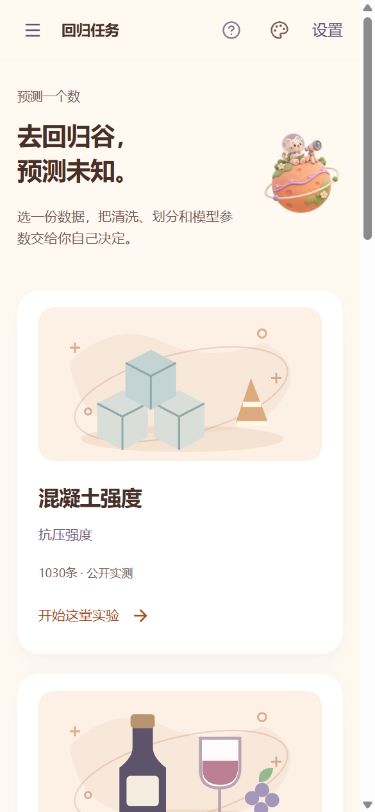 回归任务
设置
预测一个数
去回归谷，
预测未知。
选一份数据，把清洗、划分和模型参
数交给你自己决定。
混凝土强度
抗压强度
1030条 · 公开实测
开始这堂实验